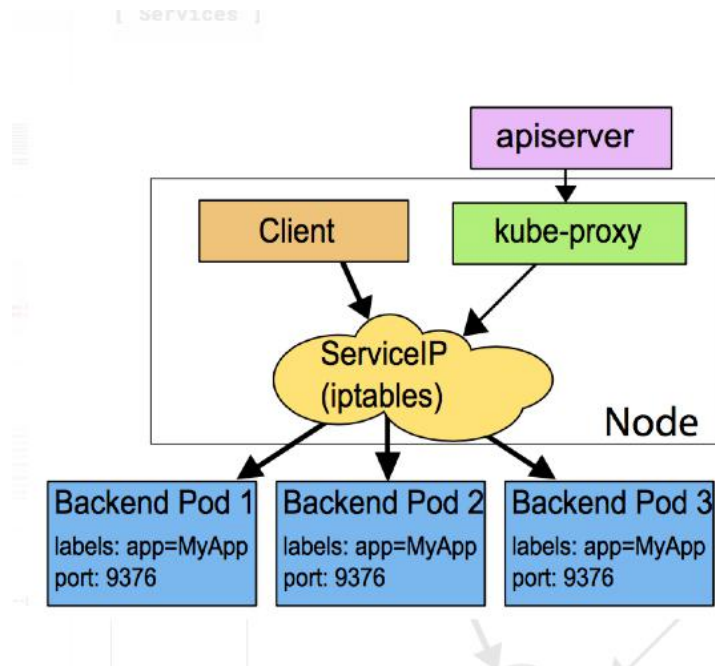 [ Services ]
apiserver
Client
kube-proxy
ServiceIP
(iptables)
Node
Backend Pod 1
labels: app=MyApp
port: 9376
Backend Pod 2
labels: app=MyApp
port: 9376
Backend Pod 3
labels: app=MyApp
port: 9376